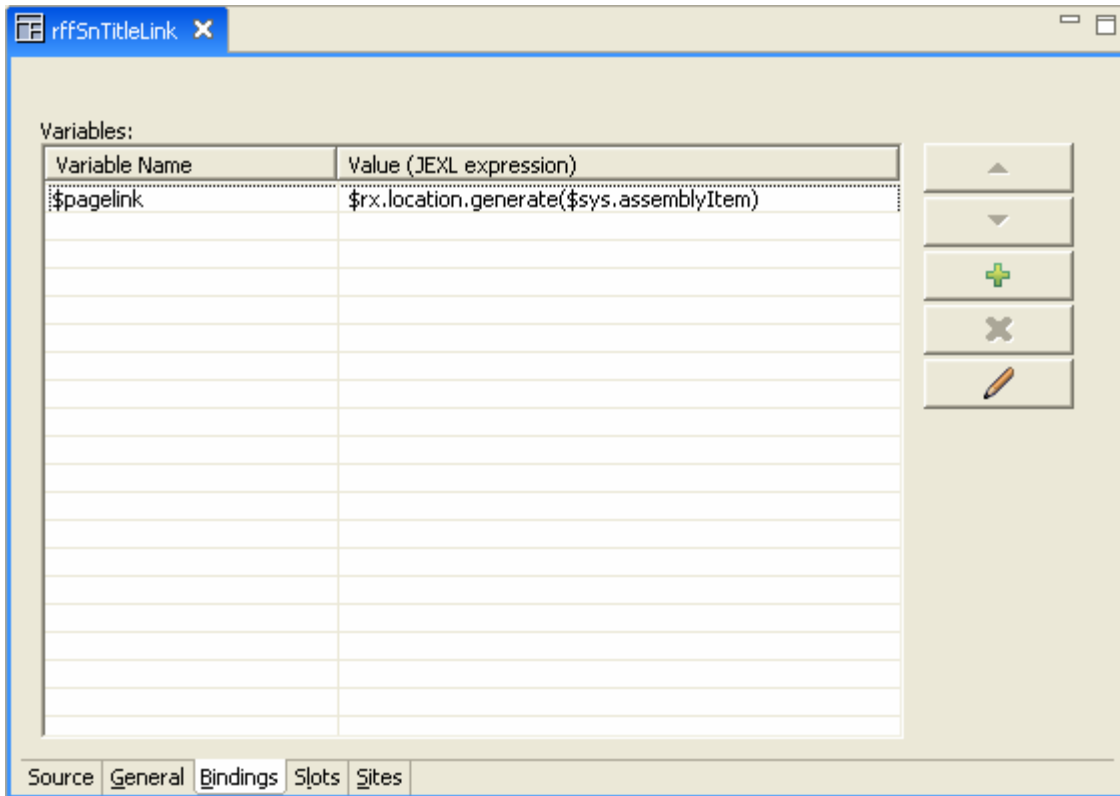 rffSnTitleLink
Variables:
Variable Name Value (JEXL expression)
$pagelink $rx.location.generate($sys.assemblyItem)
Source General Bindings Slots Sites